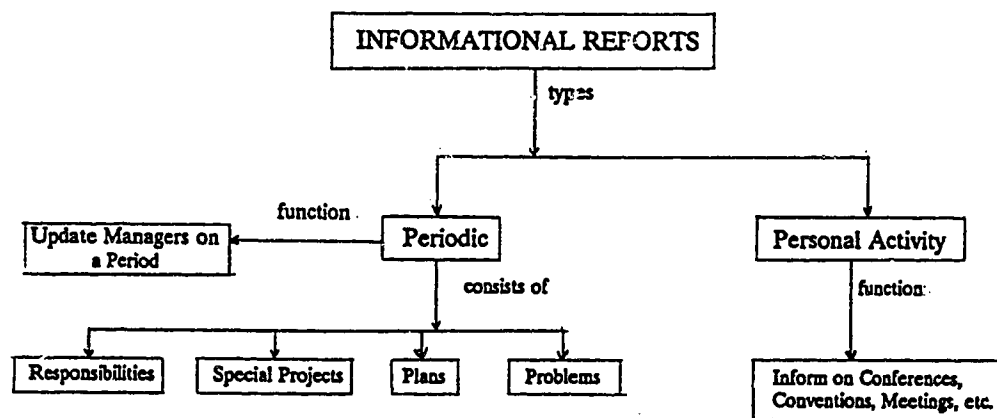 INFORMATIONAL REPORTS
types
function
Update Managers on
a Period
Periodic
Personal Activity
consists of
function:
Responsibilities
Special Projects
Plans
Problems
Inform on Conferences,
Conventions, Meetings, etc.